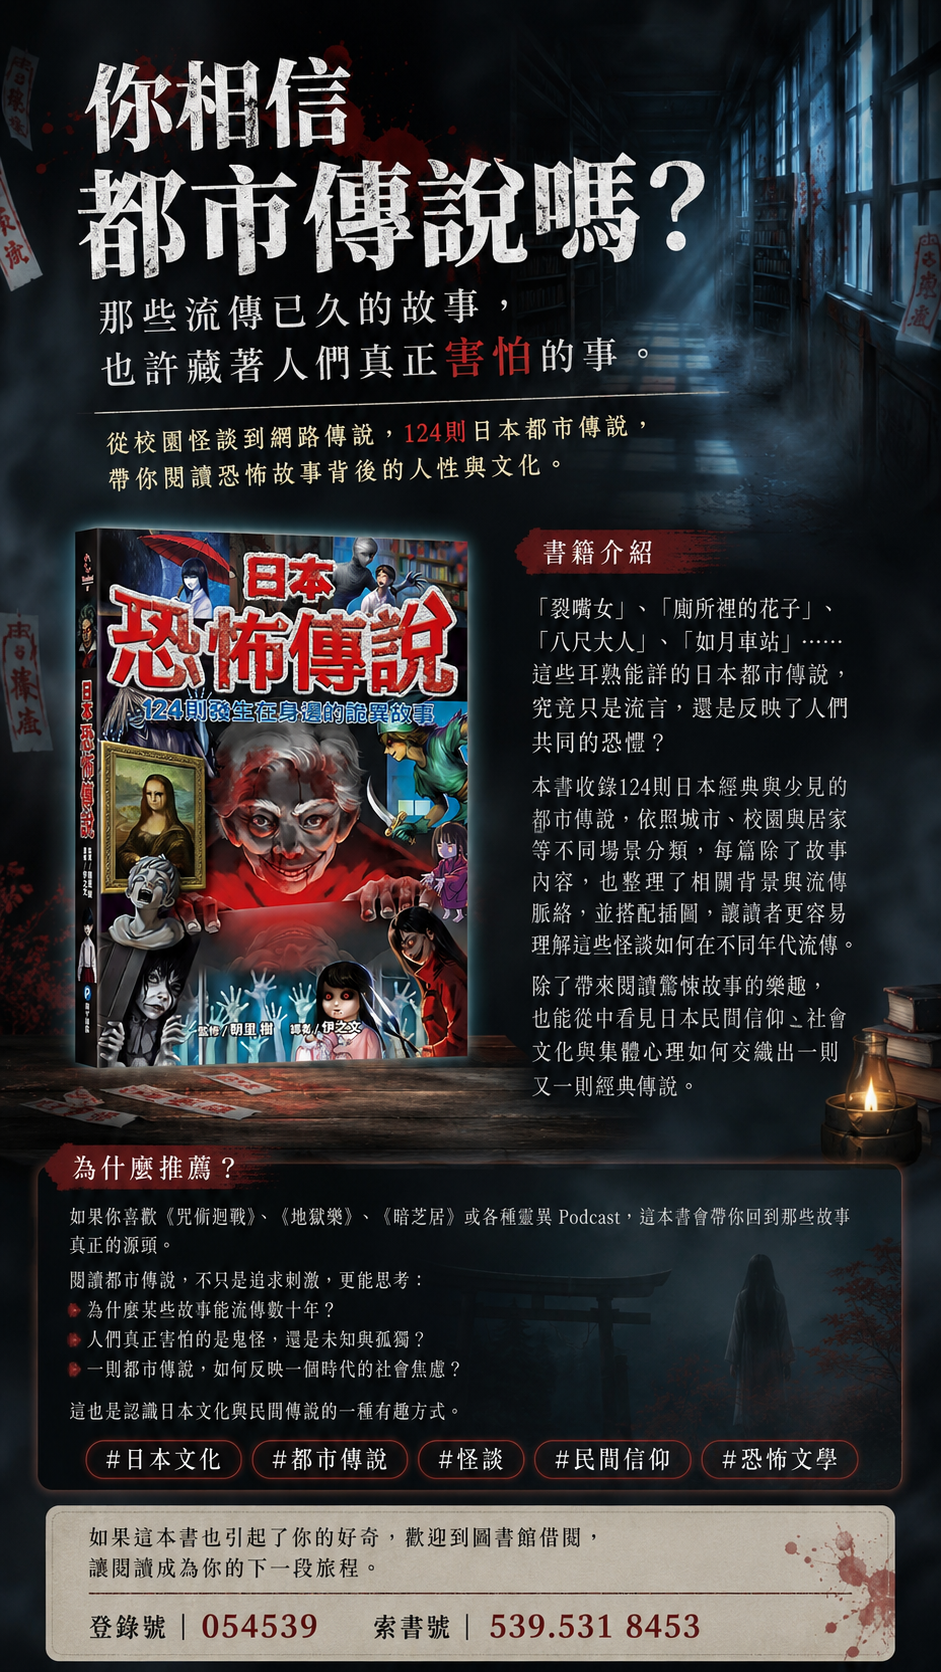 你相信
都市傳說嗎？
那些流傳已久的故事，
也許藏著人們真正害怕的事。
從校園怪談到網路傳說，124則日本都市傳說，
帶你閱讀恐怖故事背後的人性與文化。
日本
恐怖傳說
124則發生在身邊的詭異故事
監修/朝里 樹　譯者/伊之文
日本恐怖傳說
書籍介紹
「裂嘴女」、「廁所裡的花子」、
「八尺大人」、「如月車站」……
這些耳熟能詳的日本都市傳說，
究竟只是流言，還是反映了人們
共同的恐懼？
本書收錄124則日本經典與少見的
都市傳說，依照城市、校園與居家
等不同場景分類，每篇除了故事
內容，也整理了相關背景與流傳
脈絡，並搭配插圖，讓讀者更容易
理解這些怪談如何在不同年代流傳。
除了帶來閱讀驚悚故事的樂趣，
也能從中看見日本民間信仰、社會
文化與集體心理如何交織出一則
又一則經典傳說。
為什麼推薦？
如果你喜歡《咒術迴戰》、《地獄樂》、《暗芝居》或各種靈異 Podcast，這本書會帶你回到那些故事
真正的源頭。
閱讀都市傳說，不只是追求刺激，更能思考：
為什麼某些故事能流傳數十年？
人們真正害怕的是鬼怪，還是未知與孤獨？
一則都市傳說，如何反映一個時代的社會焦慮？
這也是認識日本文化與民間傳說的一種有趣方式。
#日本文化　#都市傳說　#怪談　#民間信仰　#恐怖文學
如果這本書也引起了你的好奇，歡迎到圖書館借閱，
讓閱讀成為你的下一段旅程。
登錄號｜054539　索書號｜539.531 8453